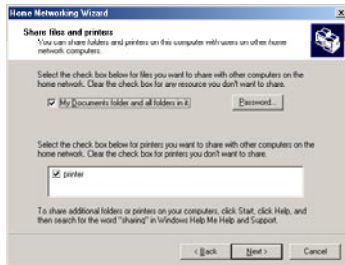 Home Networking Wizard
Share files and printers
You can share folders and printers on this computer with users on other home
network computers.
Select the check box below for files you want to share with other computers on the
home network. Clear the check box for any resource you don't want to share.
My Documents folder and all folders in it.
Password...
Select the check box below for printers you want to share with other computers on the
home network. Clear the check box for printers you don't want to share.
printer
To share additional folders or printers on your computers, click Start, click Help, and
then search for the word "sharing" in Windows Help Me Help and Support.
< Back
Next >
Cancel